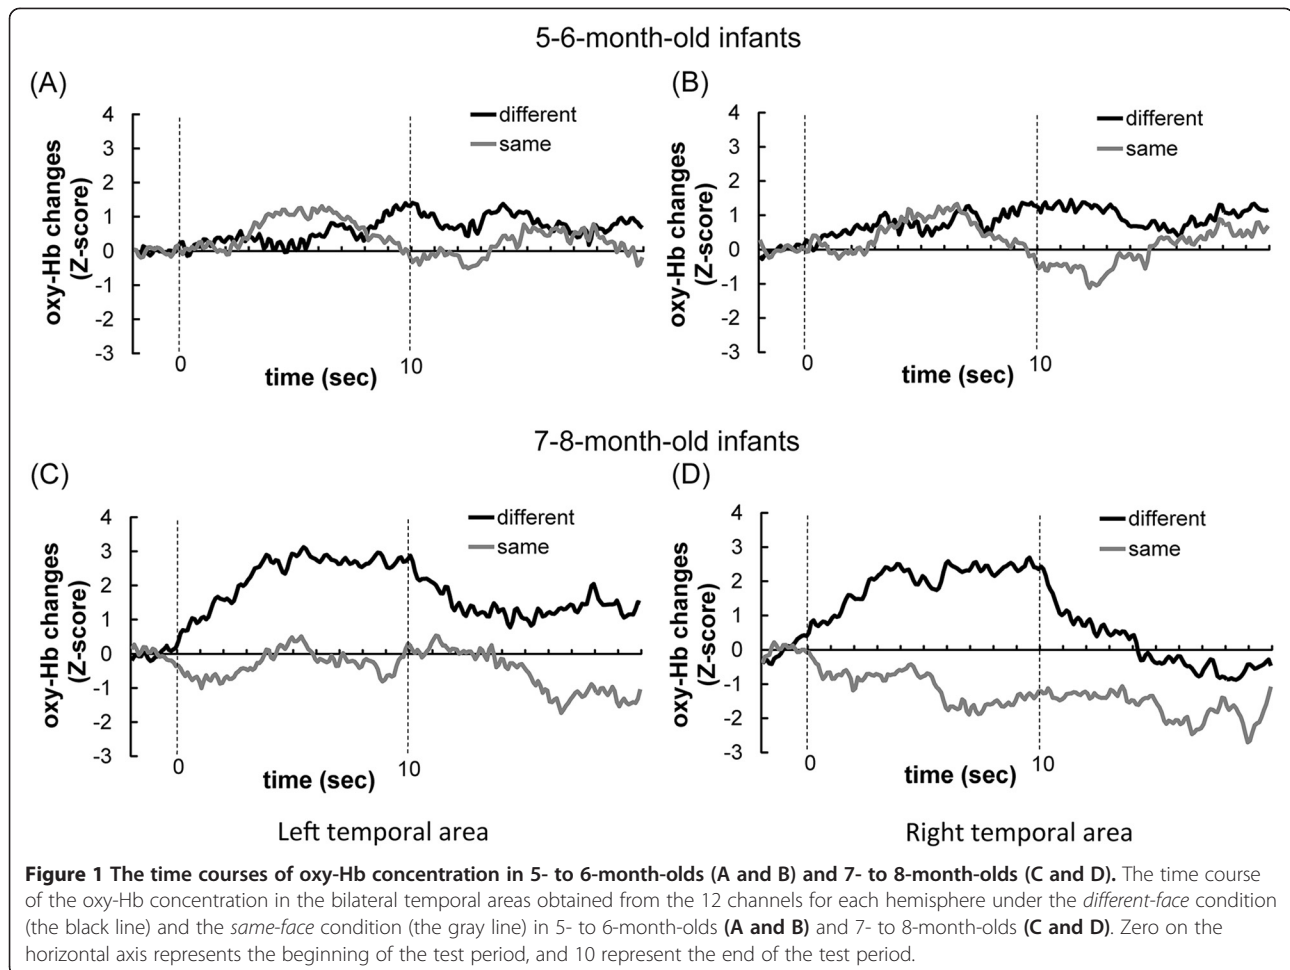 5-6-month-old infants
(A)
(B)
4
3
2
1
0
-1
-2
-3
oxy-Hb changes
(Z-score)
different
same
0
10
time (sec)
4
3
2
1
0
-1
-2
-3
oxy-Hb changes
(Z-score)
different
same
0
10
time (sec)
7-8-month-old infants
(C)
(D)
4
3
2
1
0
-1
-2
-3
oxy-Hb changes
(Z-score)
different
same
0
10
time (sec)
4
3
2
1
0
-1
-2
-3
oxy-Hb changes
(Z-score)
different
same
0
10
time (sec)
Left temporal area
Right temporal area
Figure 1 The time courses of oxy-Hb concentration in 5- to 6-month-olds (A and B) and 7- to 8-month-olds (C and D). The time course
of the oxy-Hb concentration in the bilateral temporal areas obtained from the 12 channels for each hemisphere under the different-face condition
(the black line) and the same-face condition (the gray line) in 5- to 6-month-olds (A and B) and 7- to 8-month-olds (C and D). Zero on the
horizontal axis represents the beginning of the test period, and 10 represent the end of the test period.